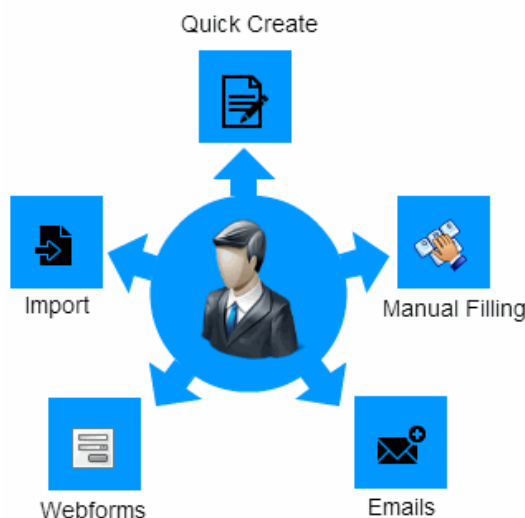 Quick Create
Import
Manual Filling
Webforms
Emails